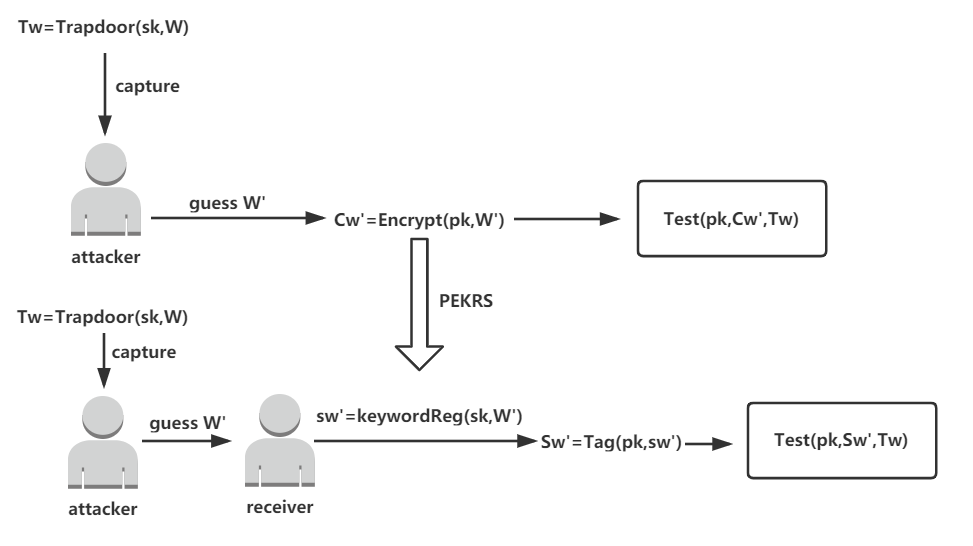 Tw=Trapdoor(sk,W)
capture
guess W'
Cw'=Encrypt(pk,W')
Test(pk,Cw',Tw)
attacker
PEKRS
Tw=Trapdoor(sk,W)
capture
guess W'
sw'=keywordReg(sk,W')
Sw'=Tag(pk,sw')
Test(pk,Sw',Tw)
attacker
receiver